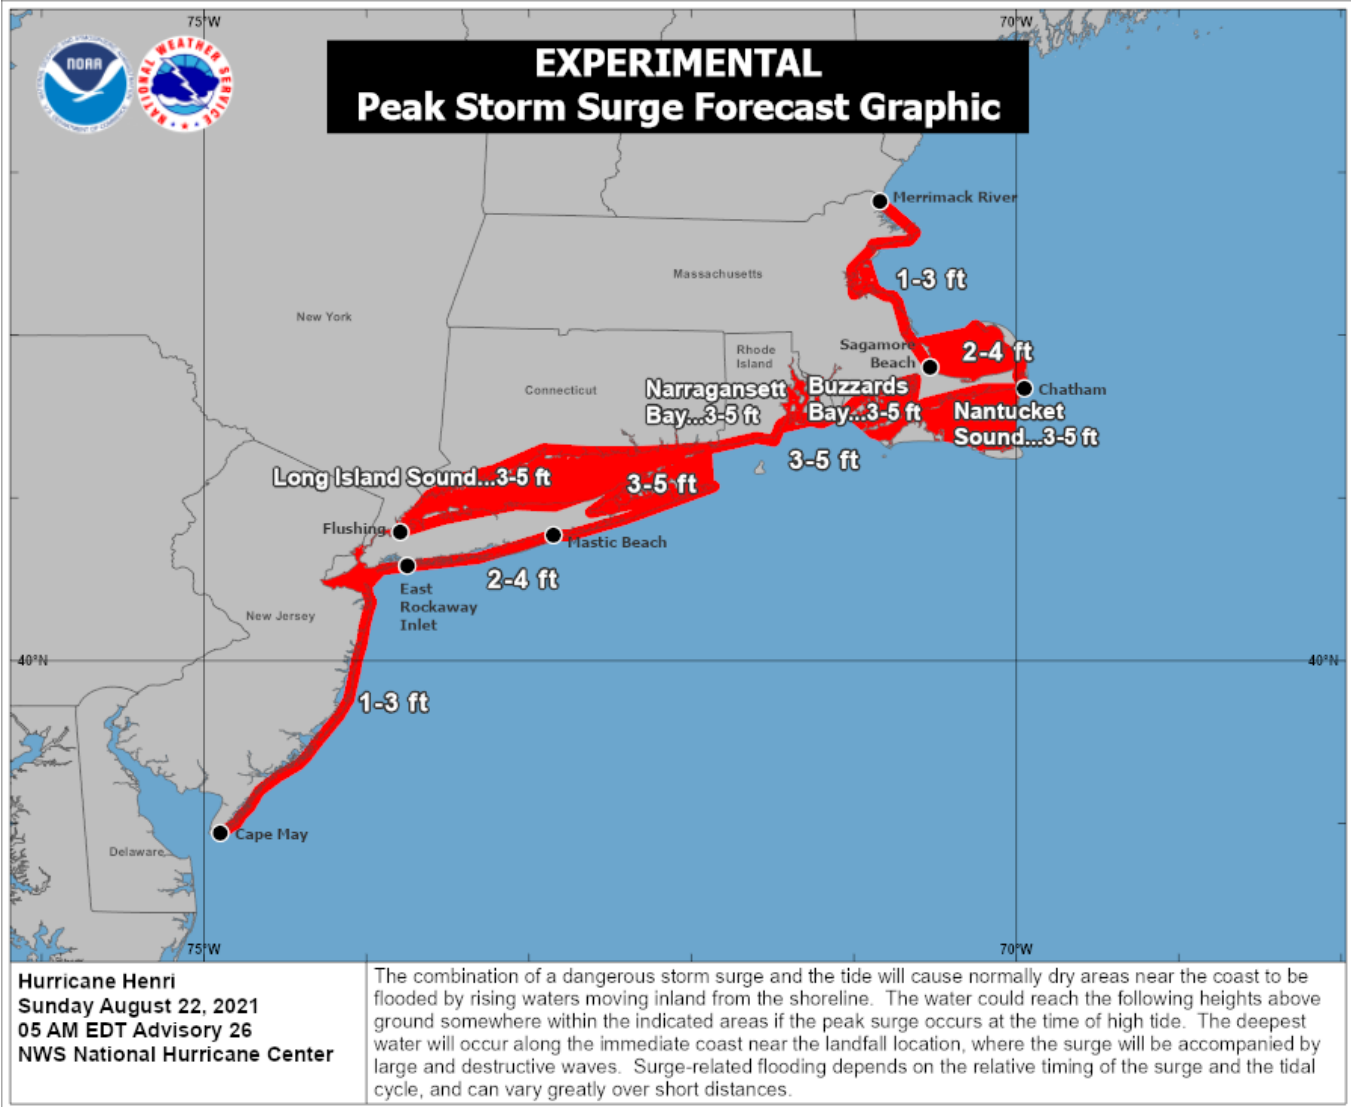 75°W
70°W
NOAA
NATIONAL WEATHER SERVICE
EXPERIMENTAL
Peak Storm Surge Forecast Graphic
Merrimack River
Massachusetts
1-3 ft
New York
Sagamore
Beach
2-4 ft
Rhode
Island
Chatham
Connecticut
Narragansett
Bay...3-5 ft
Buzzards
Bay...3-5 ft
Nantucket
Sound...3-5 ft
3-5 ft
Long Island Sound...3-5 ft
3-5 ft
Flushing
Mastic Beach
2-4 ft
East
Rockaway
Inlet
New Jersey
40°N
40°N
1-3 ft
Cape May
Delaware
75°W
70°W
Hurricane Henri
Sunday August 22, 2021
05 AM EDT Advisory 26
NWS National Hurricane Center
The combination of a dangerous storm surge and the tide will cause normally dry areas near the coast to be
flooded by rising waters moving inland from the shoreline.  The water could reach the following heights above
ground somewhere within the indicated areas if the peak surge occurs at the time of high tide.  The deepest
water will occur along the immediate coast near the landfall location, where the surge will be accompanied by
large and destructive waves.  Surge-related flooding depends on the relative timing of the surge and the tidal
cycle, and can vary greatly over short distances.